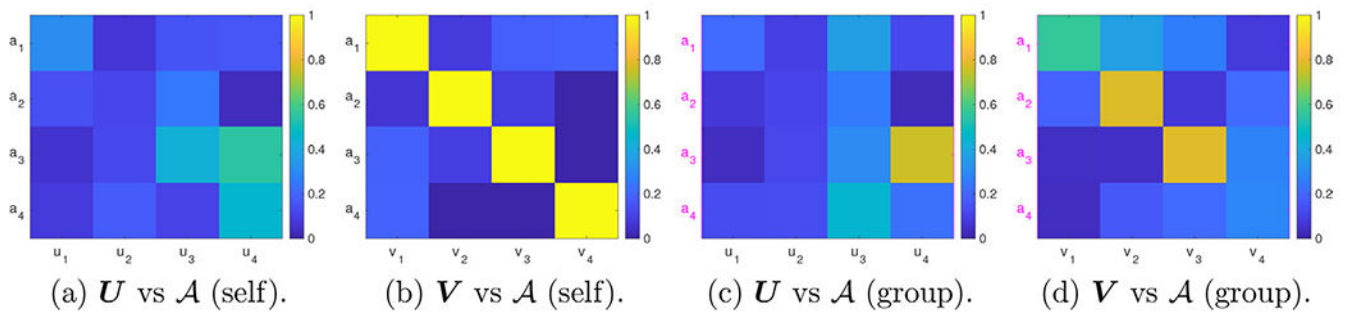 a1
a2
a3
a4
u1 u2 u3 u4
1
0.8
0.6
0.4
0.2
0
(a) U vs A (self).
a1
a2
a3
a4
v1 v2 v3 v4
1
0.8
0.6
0.4
0.2
0
(b) V vs A (self).
a1
a2
a3
a4
u1 u2 u3 u4
1
0.8
0.6
0.4
0.2
0
(c) U vs A (group).
a1
a2
a3
a4
v1 v2 v3 v4
1
0.8
0.6
0.4
0.2
0
(d) V vs A (group).